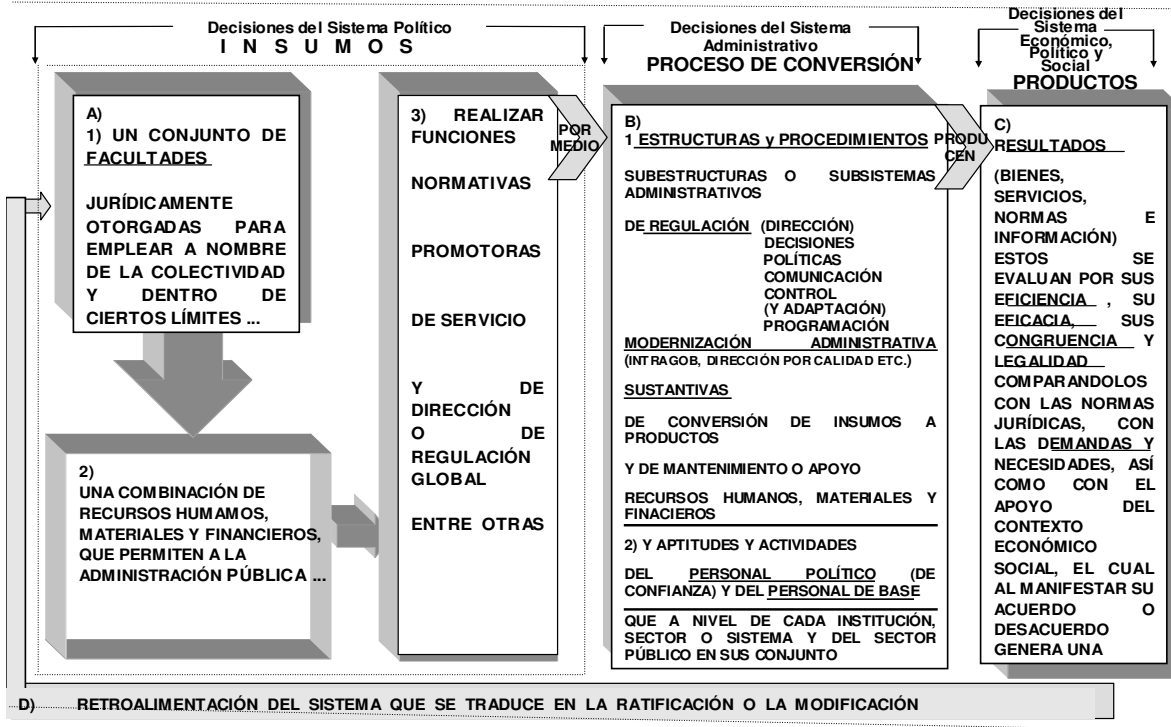 Decisiones del Sistema Político
I N S U M O S
A)
1) UN CONJUNTO DE
FACULTADES
JURÍDICAMENTE
OTORGADAS PARA
EMPLEAR A NOMBRE
DE LA COLECTIVIDAD
Y DENTRO DE
CIERTOS LÍMITES ...
2)
UNA COMBINACIÓN DE
RECURSOS HUMAMOS,
MATERIALES Y FINANCIEROS,
QUE PERMITEN A LA
ADMINISTRACIÓN PÚBLICA ...
3) REALIZAR
FUNCIONES
NORMATIVAS
PROMOTORAS
DE SERVICIO
Y DE
DIRECCIÓN
O DE
REGULACIÓN
GLOBAL
ENTRE OTRAS
POR
MEDIO
Decisiones del Sistema
Administrativo
PROCESO DE CONVERSIÓN
B)
1 ESTRUCTURAS y PROCEDIMIENTOS
SUBESTRUCTURAS O SUBSISTEMAS
ADMINISTRATIVOS
DE REGULACIÓN (DIRECCIÓN)
DECISIONES
POLÍTICAS
COMUNICACIÓN
CONTROL
(Y ADAPTACIÓN)
PROGRAMACIÓN
MODERNIZACIÓN ADMINISTRATIVA
(INTRAGOB, DIRECCIÓN POR CALIDAD ETC.)
SUSTANTIVAS
DE CONVERSIÓN DE INSUMOS A
PRODUCTOS
Y DE MANTENIMIENTO O APOYO
RECURSOS HUMANOS, MATERIALES Y
FINACIEROS
2) Y APTITUDES Y ACTIVIDADES
DEL PERSONAL POLÍTICO (DE
CONFIANZA) Y DEL PERSONAL DE BASE
QUE A NIVEL DE CADA INSTITUCIÓN,
SECTOR O SISTEMA Y DEL SECTOR
PÚBLICO EN SUS CONJUNTO
PRODU
CEN
Decisiones del
Sistema
Económico,
Político y
Social
PRODUCTOS
C)
RESULTADOS
(BIENES,
SERVICIOS,
NORMAS E
INFORMACIÓN)
ESTOS SE
EVALUAN POR SUS
EFICIENCIA , SU
EFICACIA, SUS
CONGRUENCIA Y
LEGALIDAD
COMPARANDOLOS
CON LAS NORMAS
JURÍDICAS, CON
LAS DEMANDAS Y
NECESIDADES, ASÍ
COMO CON EL
APOYO DEL
CONTEXTO
ECONÓMICO
SOCIAL, EL CUAL
AL MANIFESTAR SU
ACUERDO O
DESACUERDO
GENERA UNA
D) RETROALIMENTACIÓN DEL SISTEMA QUE SE TRADUCE EN LA RATIFICACIÓN O LA MODIFICACIÓN